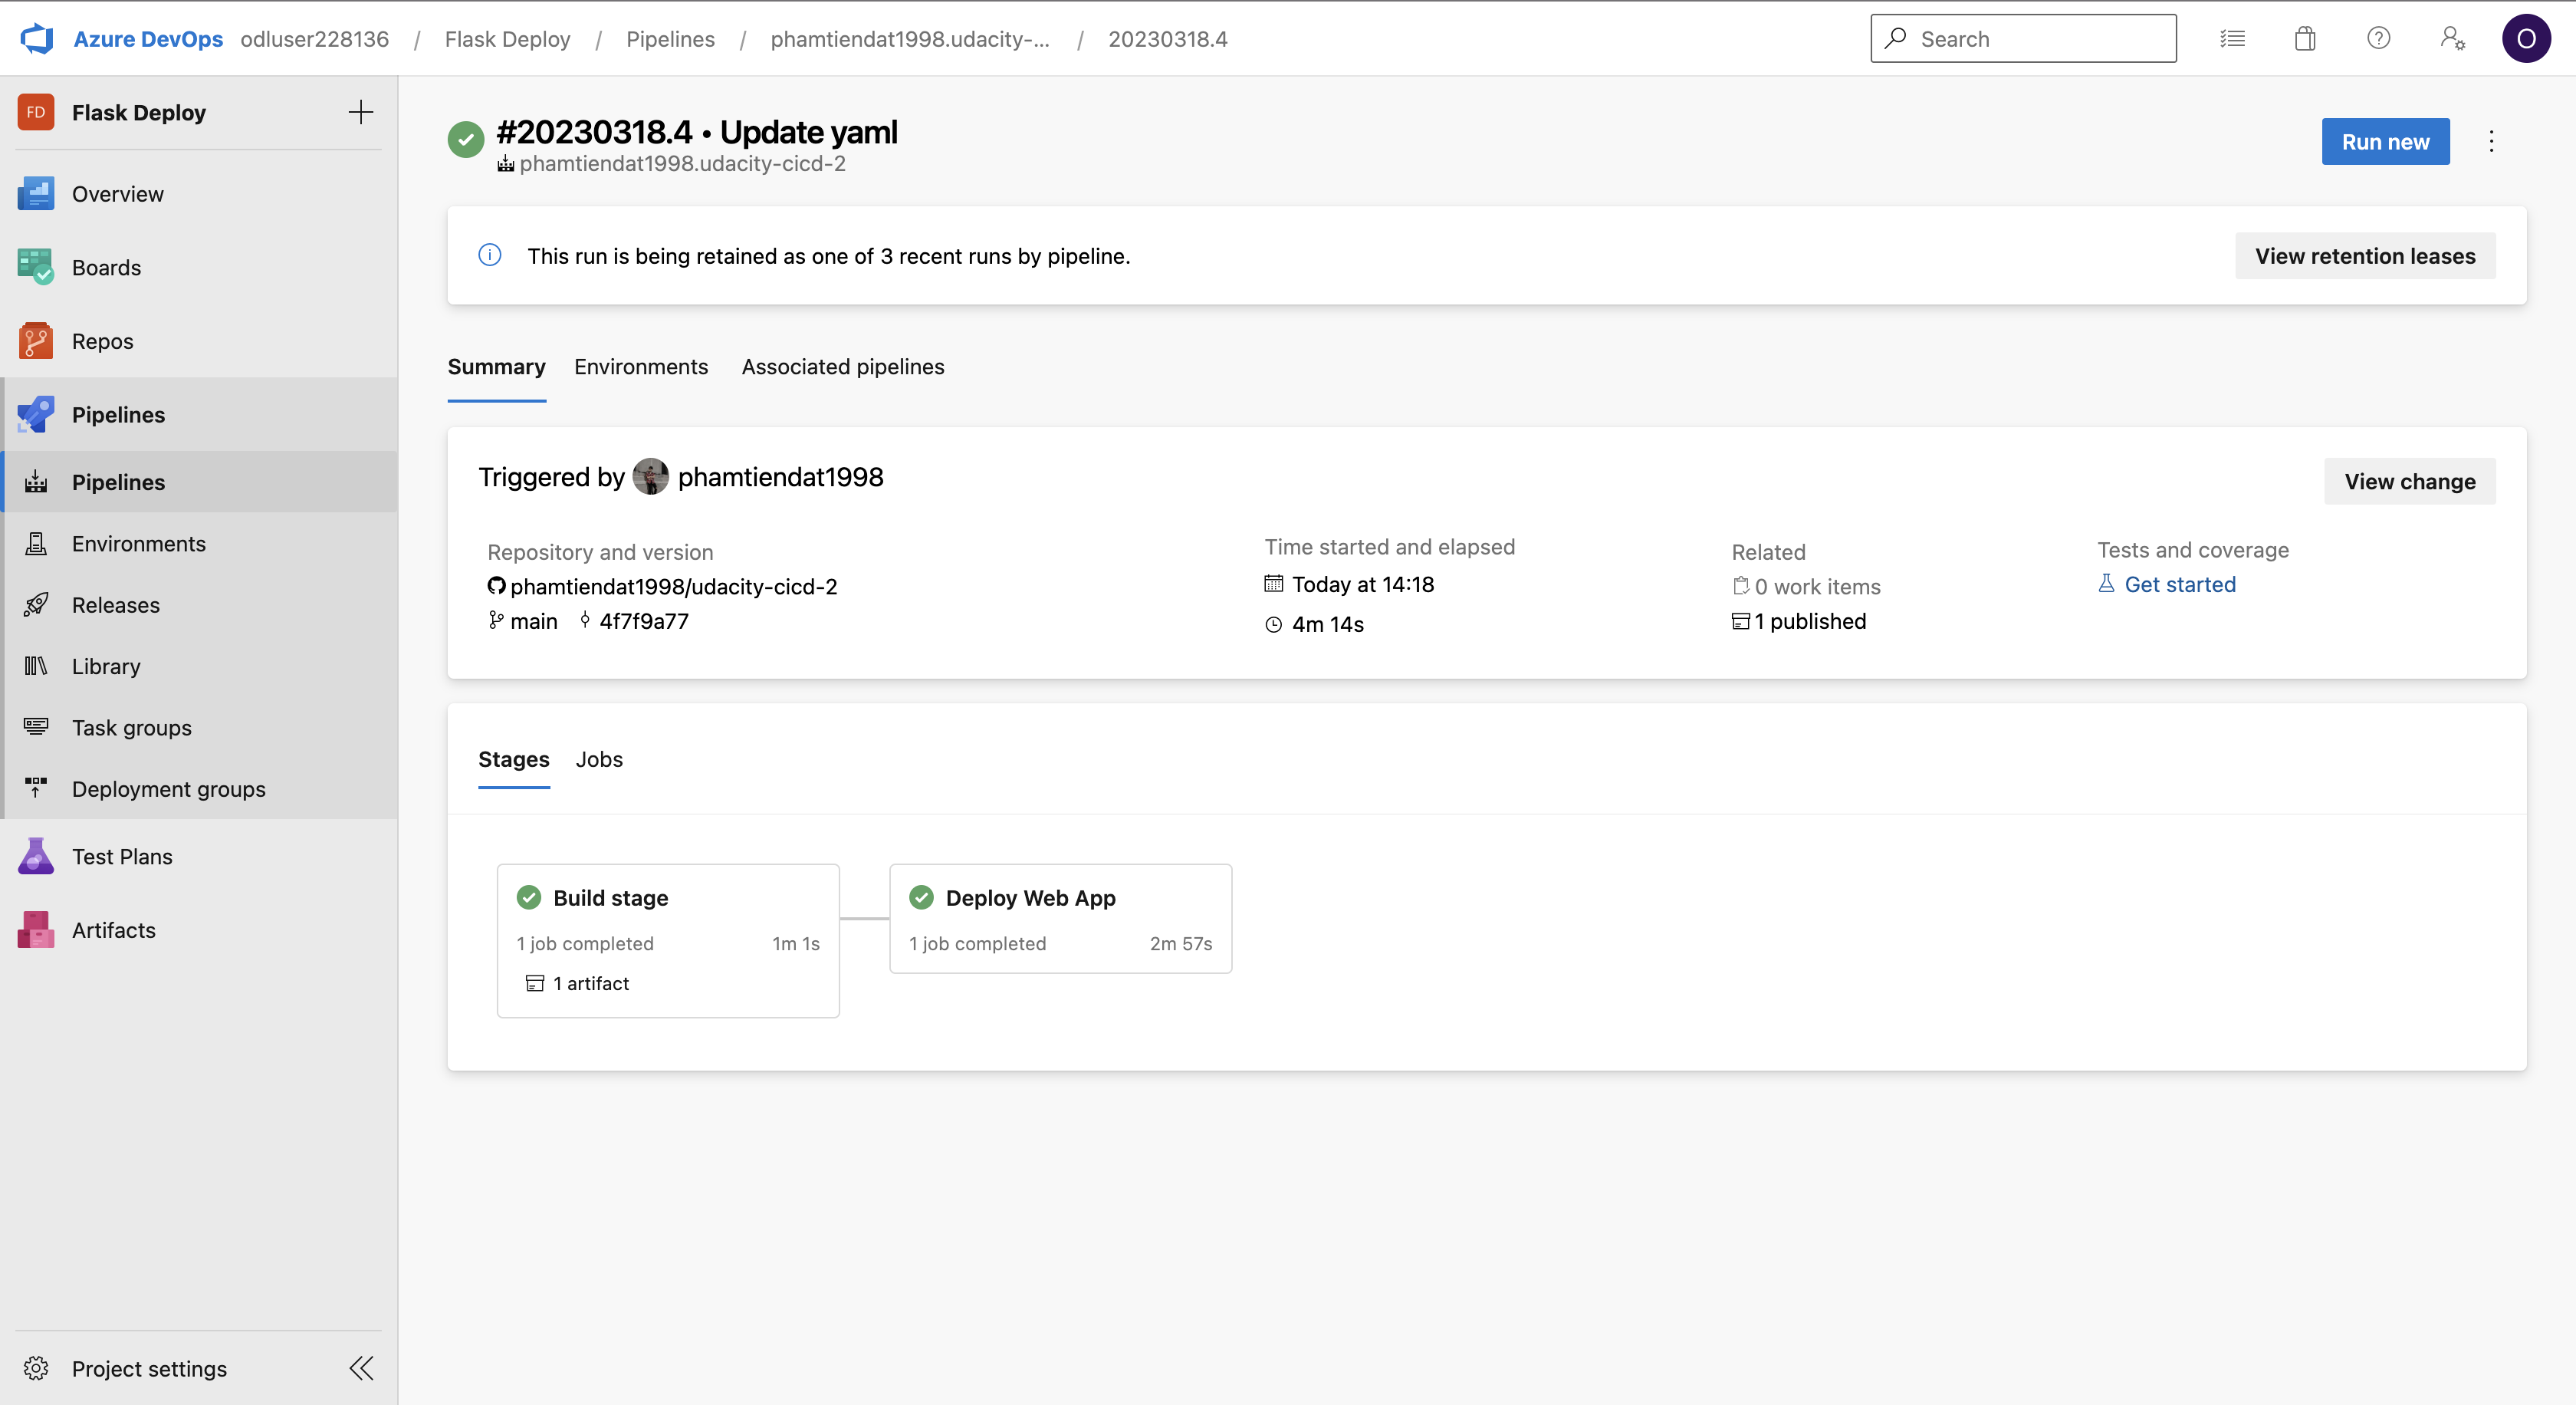 Azure DevOps odluser228136 / Flask Deploy / Pipelines / phamtiendat1998.udacity-... / 20230318.4
Search
O
FD Flask Deploy
Overview
Boards
Repos
Pipelines
Pipelines
Environments
Releases
Library
Task groups
Deployment groups
Test Plans
Artifacts
Project settings
#20230318.4 • Update yaml
phamtiendat1998.udacity-cicd-2
Run new
This run is being retained as one of 3 recent runs by pipeline.
View retention leases
Summary Environments Associated pipelines
Triggered by phamtiendat1998
View change
Repository and version
phamtiendat1998/udacity-cicd-2
main 4f7f9a77
Time started and elapsed
Today at 14:18
4m 14s
Related
0 work items
1 published
Tests and coverage
Get started
Stages Jobs
Build stage
1 job completed 1m 1s
1 artifact
Deploy Web App
1 job completed 2m 57s